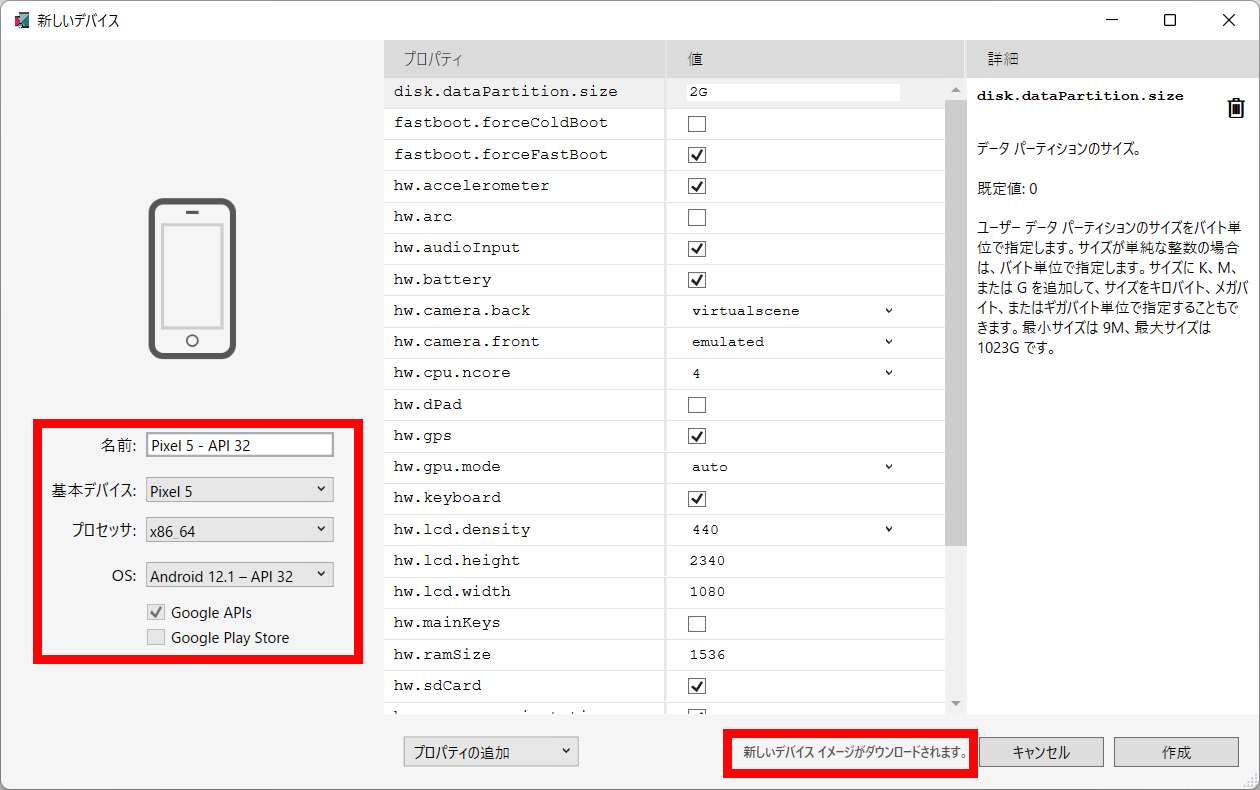 新しいデバイス
プロパティ 値 詳細
disk.dataPartition.size 2G
fastboot.forceColdBoot
fastboot.forceFastBoot
hw.accelerometer
hw.arc
hw.audioInput
hw.battery
hw.camera.back virtualscene
hw.camera.front emulated
hw.cpu.ncore 4
hw.dPad
hw.gps
hw.gpu.mode auto
hw.keyboard
hw.lcd.density 440
hw.lcd.height 2340
hw.lcd.width 1080
hw.mainKeys
hw.ramSize 1536
hw.sdCard
disk.dataPartition.size
データ パーティションのサイズ。
既定値: 0
ユーザー データ パーティションのサイズをバイト単
位で指定します。サイズが単純な整数の場合
は、バイト単位で指定します。サイズに K、M、
または G を追加して、サイズをキロバイト、メガバ
イト、またはギガバイト単位で指定することもで
きます。最小サイズは 9M、最大サイズは
1023G です。
名前: Pixel 5 - API 32
基本デバイス: Pixel 5
プロセッサ: x86_64
OS: Android 12.1 – API 32
Google APIs
Google Play Store
プロパティの追加
新しいデバイス イメージがダウンロードされます。
キャンセル
作成